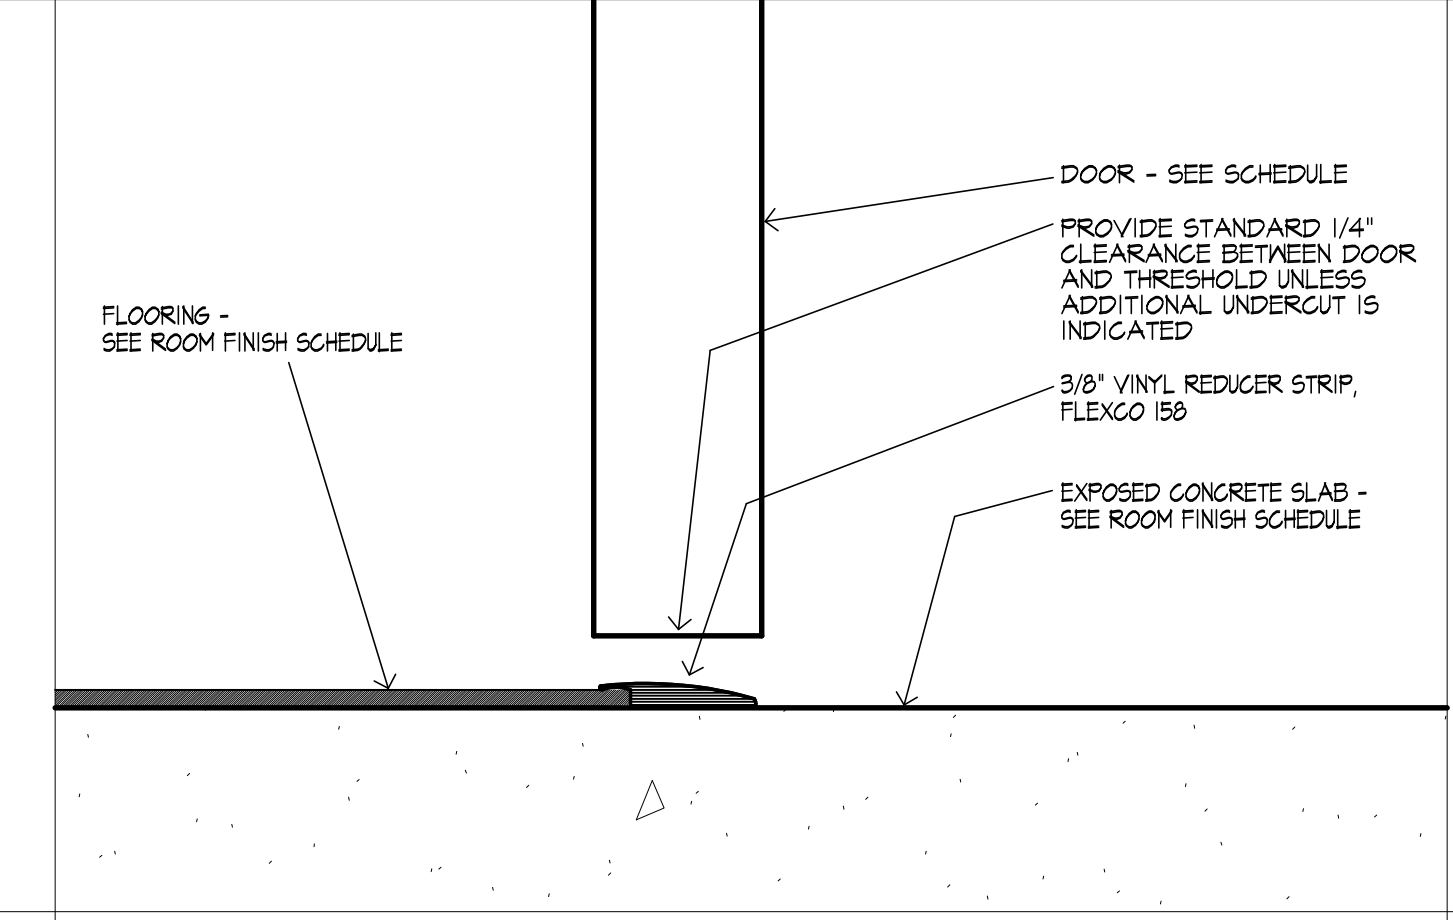 DOOR - SEE SCHEDULE
PROVIDE STANDARD 1/4"
CLEARANCE BETWEEN DOOR
AND THRESHOLD UNLESS
ADDITIONAL UNDERCUT IS
INDICATED
FLOORING -
SEE ROOM FINISH SCHEDULE
3/8" VINYL REDUCER STRIP,
FLEXCO 158
EXPOSED CONCRETE SLAB -
SEE ROOM FINISH SCHEDULE